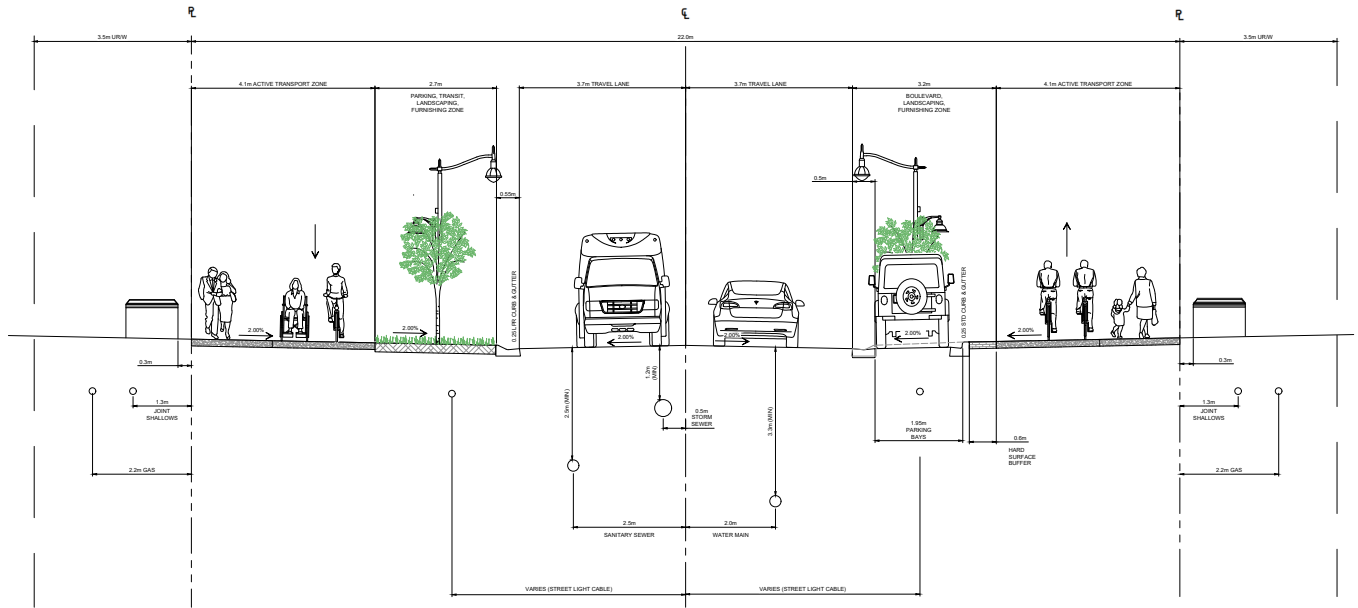 PL
CL
PL
3.5m UR/W
22.0m
3.5m UR/W
4.1m ACTIVE TRANSPORT ZONE
2.7m
3.7m TRAVEL LANE
3.7m TRAVEL LANE
3.2m
4.1m ACTIVE TRANSPORT ZONE
PARKING, TRANSIT,
LANDSCAPING,
FURNISHING ZONE
BOULEVARD,
LANDSCAPING,
FURNISHING ZONE
0.55m
0.5m
0.25 LPR CURB & GUTTER
0.25 STD CURB & GUTTER
2.00%
2.00%
2.00%
2.00%
2.00%
2.00%
0.3m
0.3m
1.3m
JOINT
SHALLOWS
2.2m GAS
2.5m (MIN)
1.2m
(MIN)
0.5m
STORM
SEWER
3.3m (MIN)
1.95m
PARKING
BAYS
0.6m
HARD
SURFACE
BUFFER
1.3m
JOINT
SHALLOWS
2.2m GAS
2.5m
SANITARY SEWER
2.0m
WATER MAIN
VARIES (STREET LIGHT CABLE)
VARIES (STREET LIGHT CABLE)